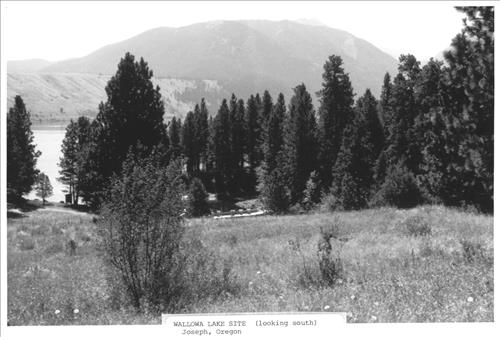 WALLOWA LAKE SITE (looking south)
Joseph, Oregon